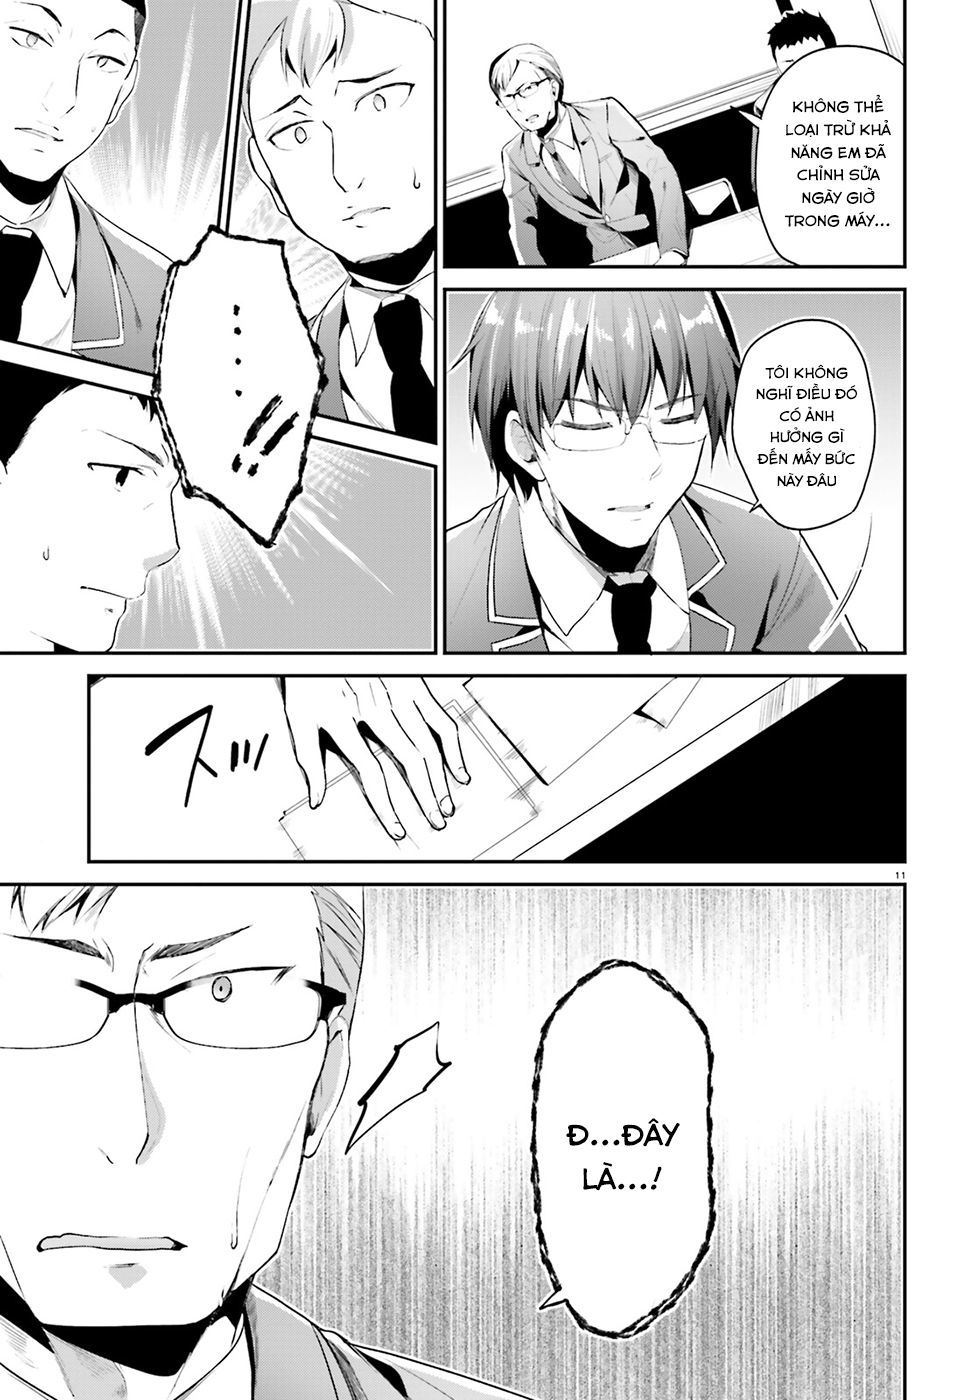 KHÔNG THỂ
LOẠI TRỪ KHẢ
NĂNG EM ĐÃ
CHỈNH SỬA
NGÀY GIỜ
TRONG MÁY...
TÔI KHÔNG
NGHĨ ĐIỀU ĐÓ
CÓ ẢNH
HƯỞNG GÌ
ĐẾN MẤY BỨC
NÀY ĐÂU
....!!
スッ
11
Đ...ĐÂY
LÀ...!